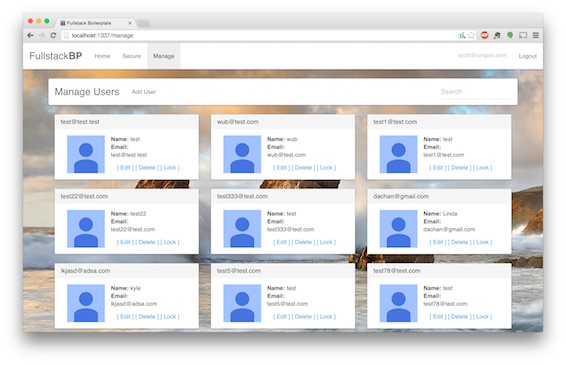 Fullstack Boilerplate
localhost:1337/manage
FullstackBP Home Secure Manage Logout
Manage Users Add User Search
test@test.test
Name: test
Email:
test@test.test
[ Edit ] [ Delete ] [ Lock ]
wub@test.com
Name: wub
Email:
wub@test.com
[ Edit ] [ Delete ] [ Lock ]
test1@test.com
Name: test
Email:
test1@test.com
[ Edit ] [ Delete ] [ Lock ]
test22@test.com
Name: test22
Email:
test22@test.com
[ Edit ] [ Delete ] [ Lock ]
test333@test.com
Name: test
Email:
test333@test.com
[ Edit ] [ Delete ] [ Lock ]
dachari@gmail.com
Name: Linda
Email:
dachari@gmail.com
[ Edit ] [ Delete ] [ Lock ]
lkjasd@adsa.com
Name: kyle
Email:
lkjasd@adsa.com
[ Edit ] [ Delete ] [ Lock ]
test5@test.com
Name: test
Email:
test5@test.com
[ Edit ] [ Delete ] [ Lock ]
test78@test.com
Name: test
Email:
test78@test.com
[ Edit ] [ Delete ] [ Lock ]